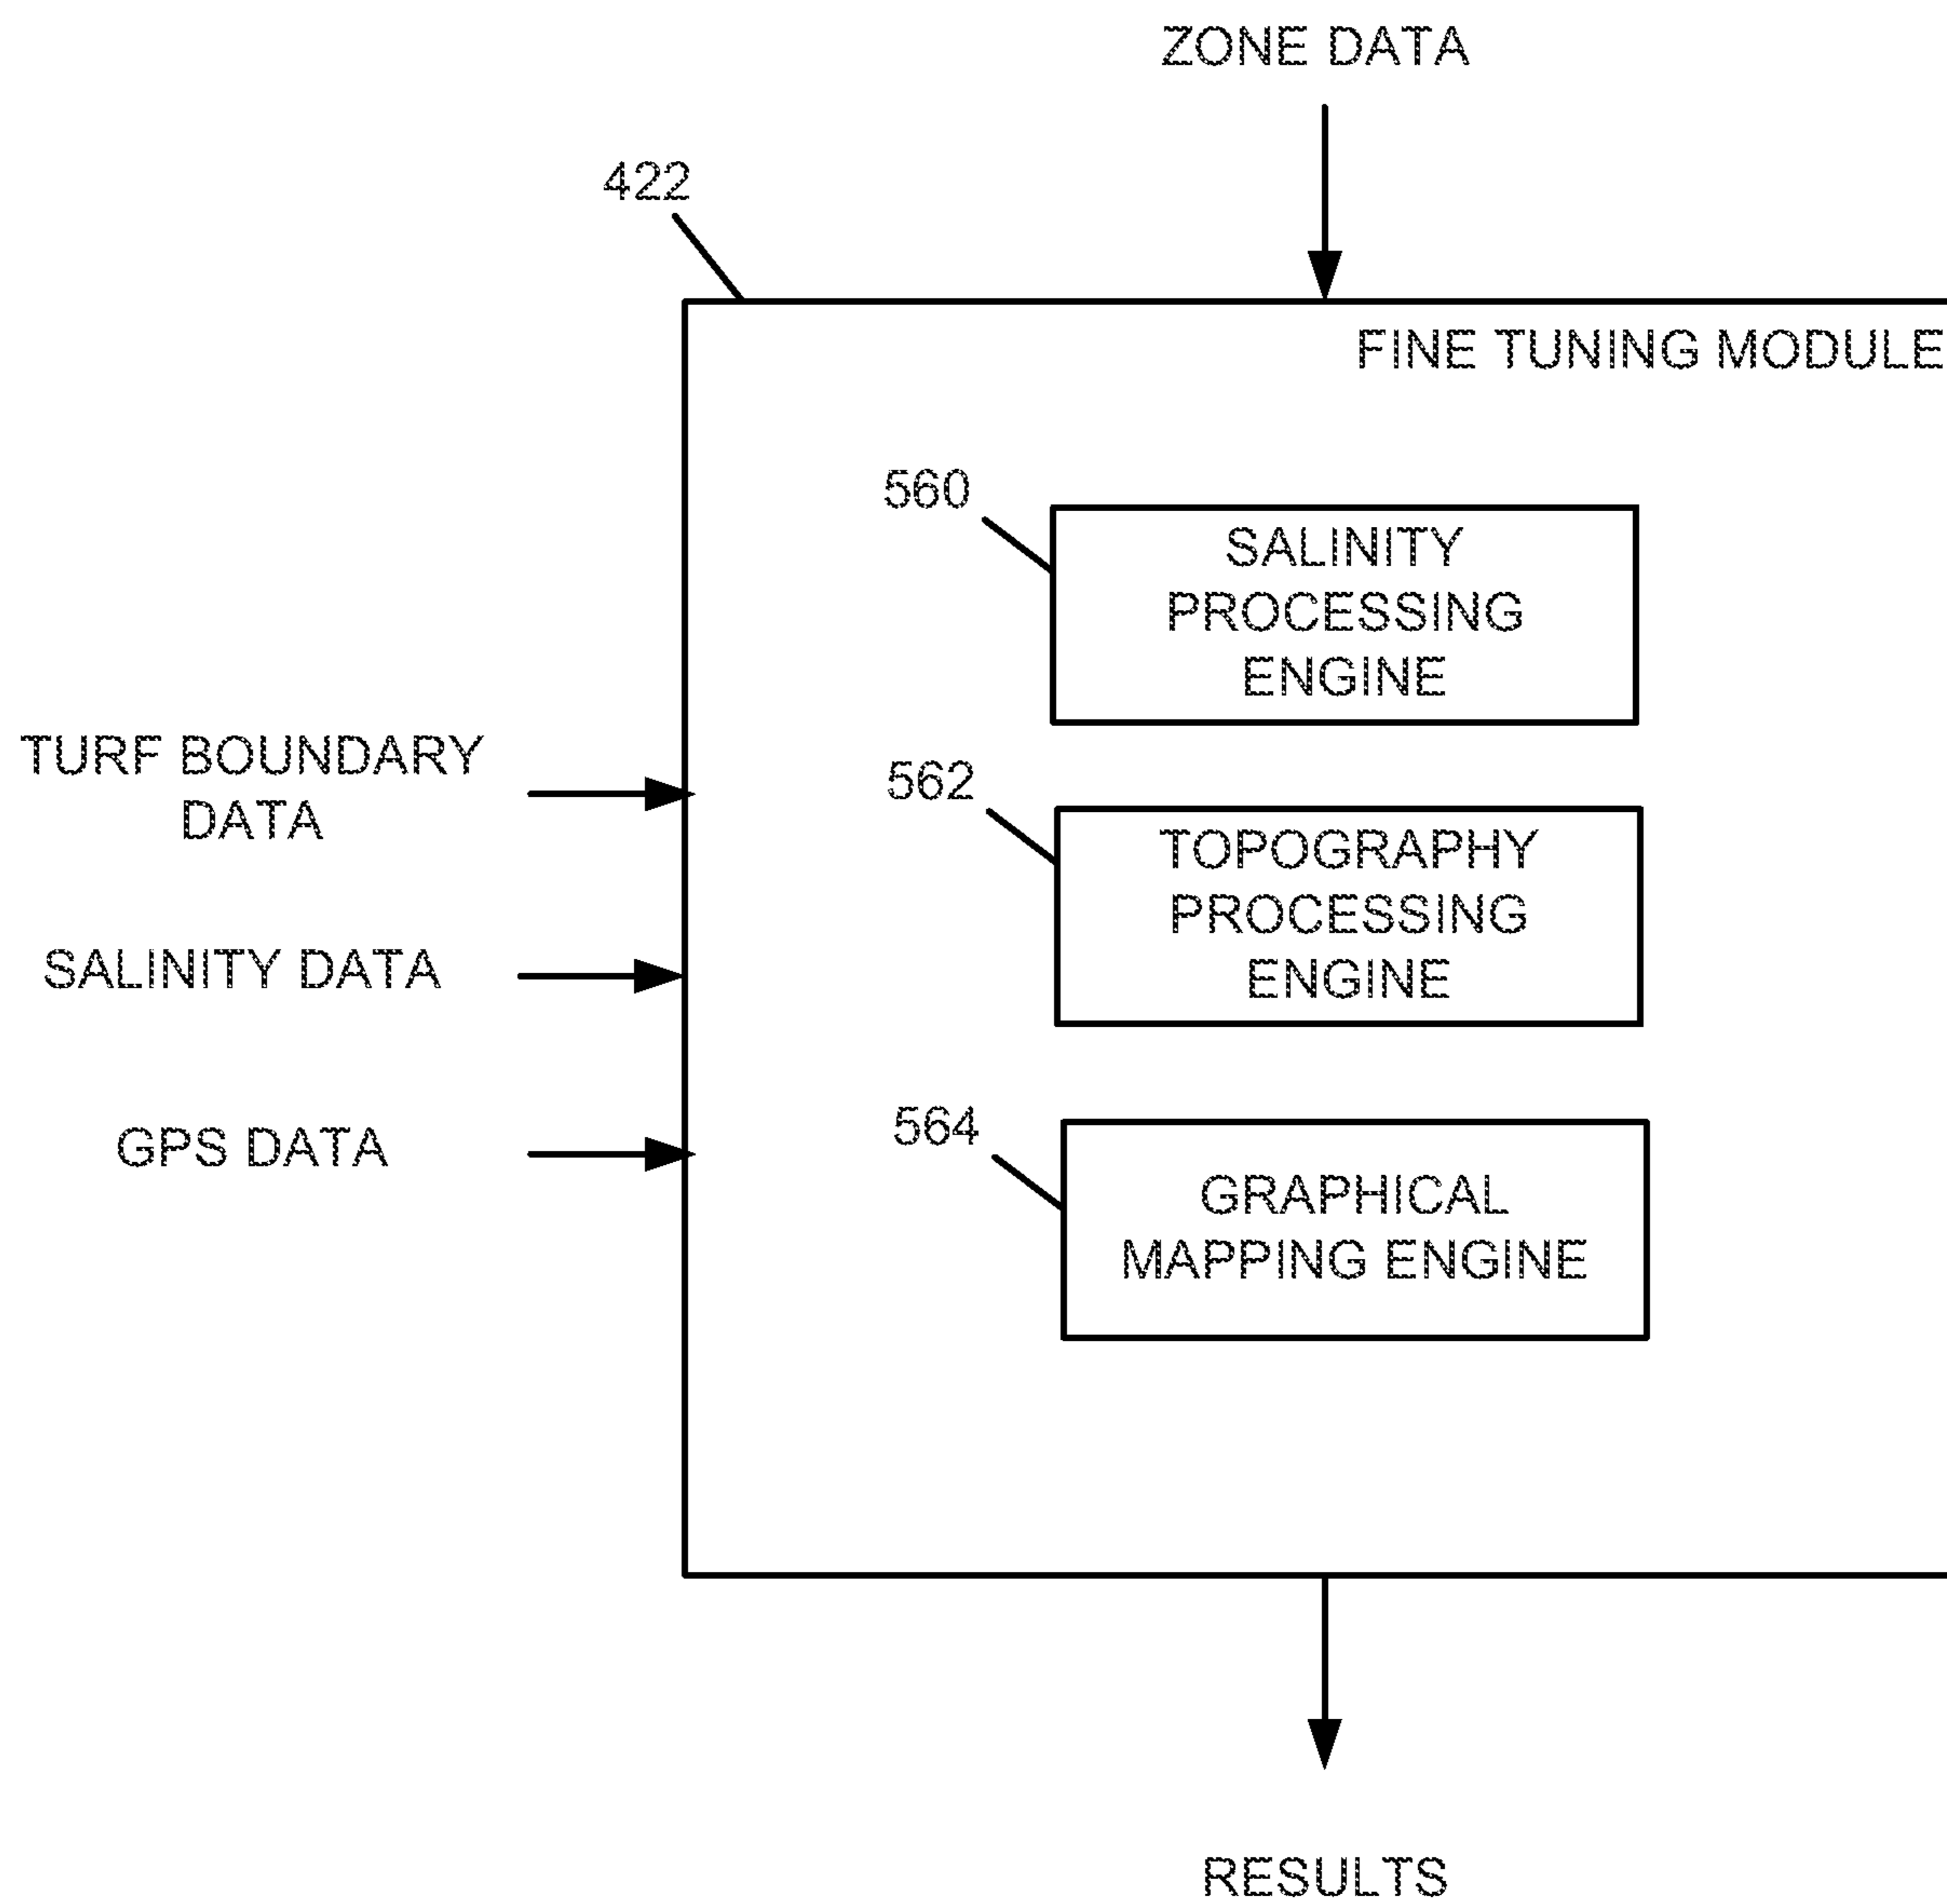 ZONE DATA
422
FINE TUNING MODULE
560
SALINITY
PROCESSING
ENGINE
TURF BOUNDARY
DATA
562
TOPOGRAPHY
PROCESSING
ENGINE
SALINITY DATA
564
GPS DATA
GRAPHICAL
MAPPING ENGINE
RESULTS